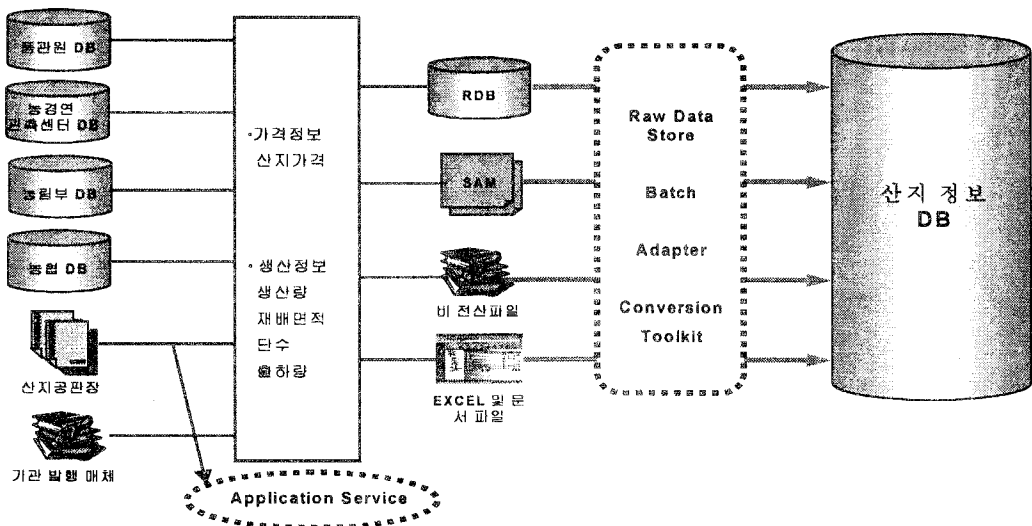 품관원 DB
농경연
관측센터 DB
농림부 DB
농협 DB
산지공판장
기관 발행 매체
•가격정보
산지가격
•생산정보
생산량
재배면적
단수
출하량
Application Service
RDB
SAM
비 전산파일
EXCEL 및 문
서 파일
Raw Data
Store
Batch
Adapter
Conversion
Toolkit
산지 정보
DB